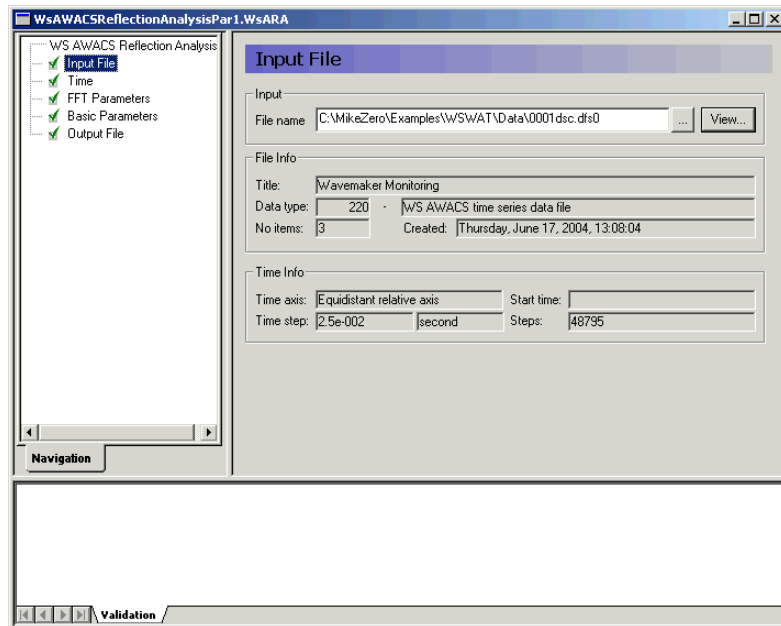 WsAWACSReflectionAnalysisPar1.WsARA
WS AWACS Reflection Analysis
Input File
Time
FFT Parameters
Basic Parameters
Output File
Navigation
Input File
Input
File name C:\MikeZero\Examples\WSWAT\Data\0001dsc.dfs0 ... View...
File Info
Title: Wavemaker Monitoring
Data type: 220 - WS AWACS time series data file
No items: 3 Created: Thursday, June 17, 2004, 13:08:04
Time Info
Time axis: Equidistant relative axis Start time:
Time step: 2.5e-002 second Steps: 48795
Validation